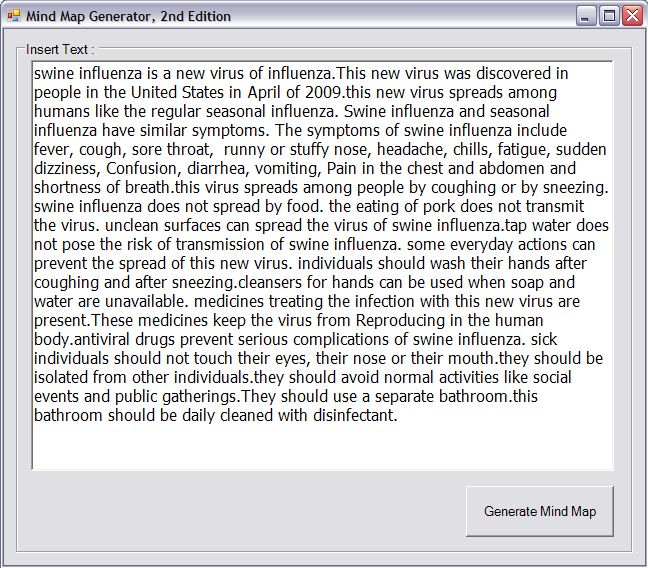 Mind Map Generator, 2nd Edition
Insert Text :
swine influenza is a new virus of influenza.This new virus was discovered in
people in the United States in April of 2009.this new virus spreads among
humans like the regular seasonal influenza. Swine influenza and seasonal
influenza have similar symptoms. The symptoms of swine influenza include
fever, cough, sore throat,  runny or stuffy nose, headache, chills, fatigue, sudden
dizziness, Confusion, diarrhea, vomiting, Pain in the chest and abdomen and
shortness of breath.this virus spreads among people by coughing or by sneezing.
swine influenza does not spread by food. the eating of pork does not transmit
the virus. unclean surfaces can spread the virus of swine influenza.tap water does
not pose the risk of transmission of swine influenza. some everyday actions can
prevent the spread of this new virus. individuals should wash their hands after
coughing and after sneezing.cleansers for hands can be used when soap and
water are unavailable. medicines treating the infection with this new virus are
present.These medicines keep the virus from Reproducing in the human
body.antiviral drugs prevent serious complications of swine influenza. sick
individuals should not touch their eyes, their nose or their mouth.they should be
isolated from other individuals.they should avoid normal activities like social
events and public gatherings.They should use a separate bathroom.this
bathroom should be daily cleaned with disinfectant.
Generate Mind Map